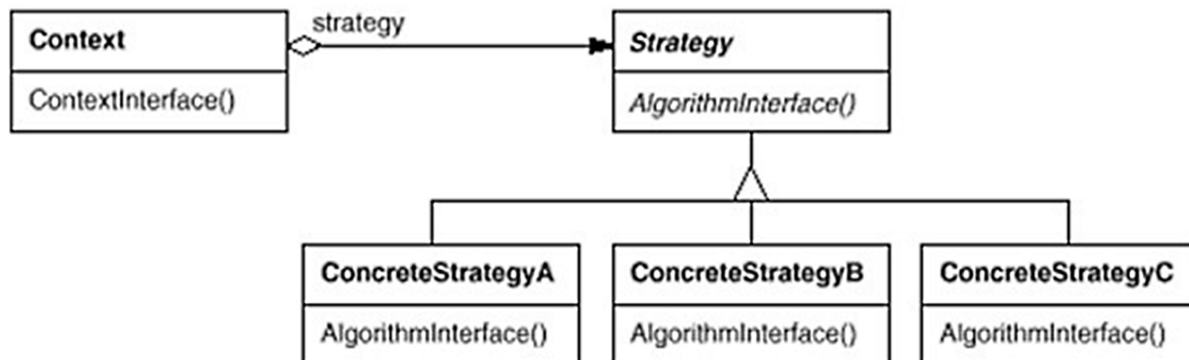 Context
ContextInterface()
strategy
Strategy
AlgorithmInterface()
ConcreteStrategyA
AlgorithmInterface()
ConcreteStrategyB
AlgorithmInterface()
ConcreteStrategyC
AlgorithmInterface()